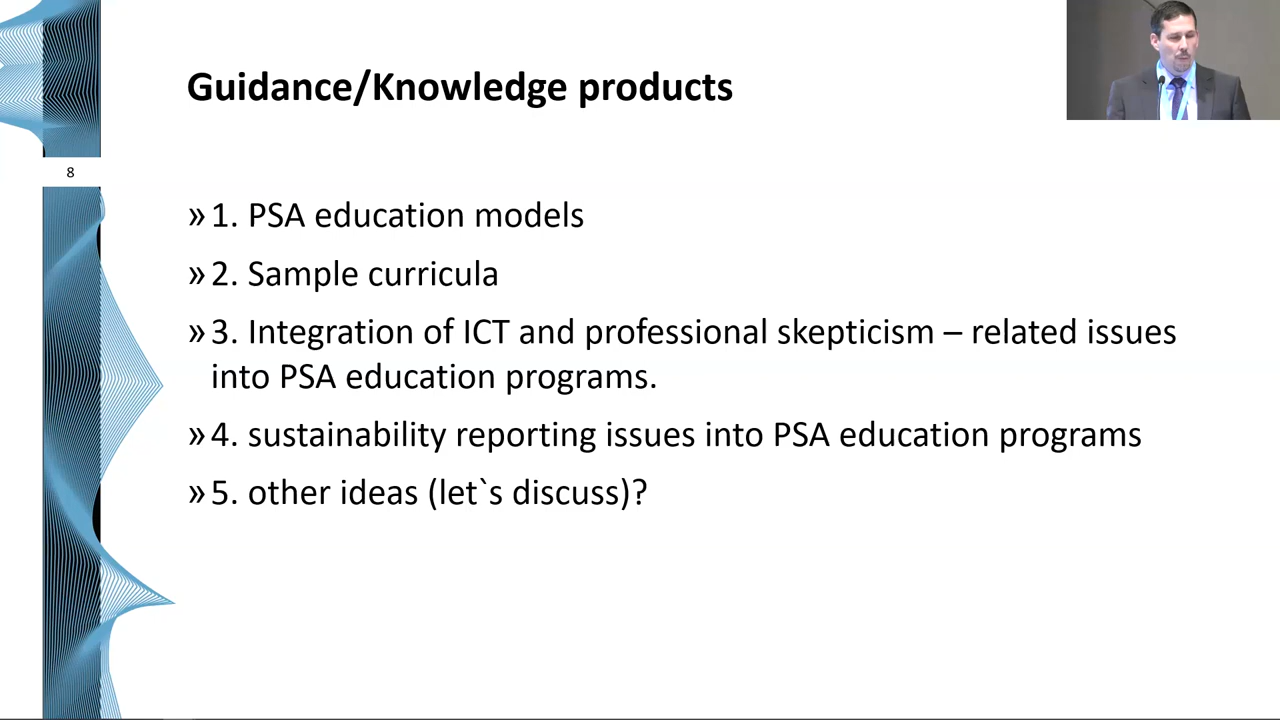 Guidance/Knowledge products
8
» 1. PSA education models
» 2. Sample curricula
» 3. Integration of ICT and professional skepticism – related issues
into PSA education programs.
» 4. sustainability reporting issues into PSA education programs
» 5. other ideas (let`s discuss)?